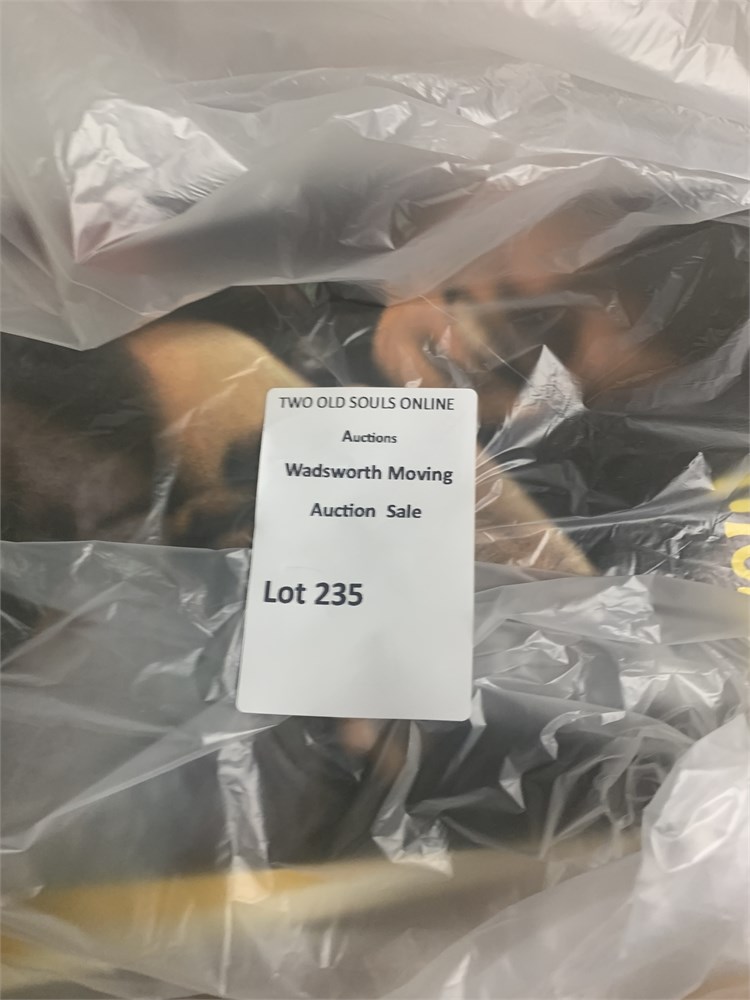 TWO OLD SOULS ONLINE
Auctions
Wadsworth Moving
Auction Sale
Lot 235